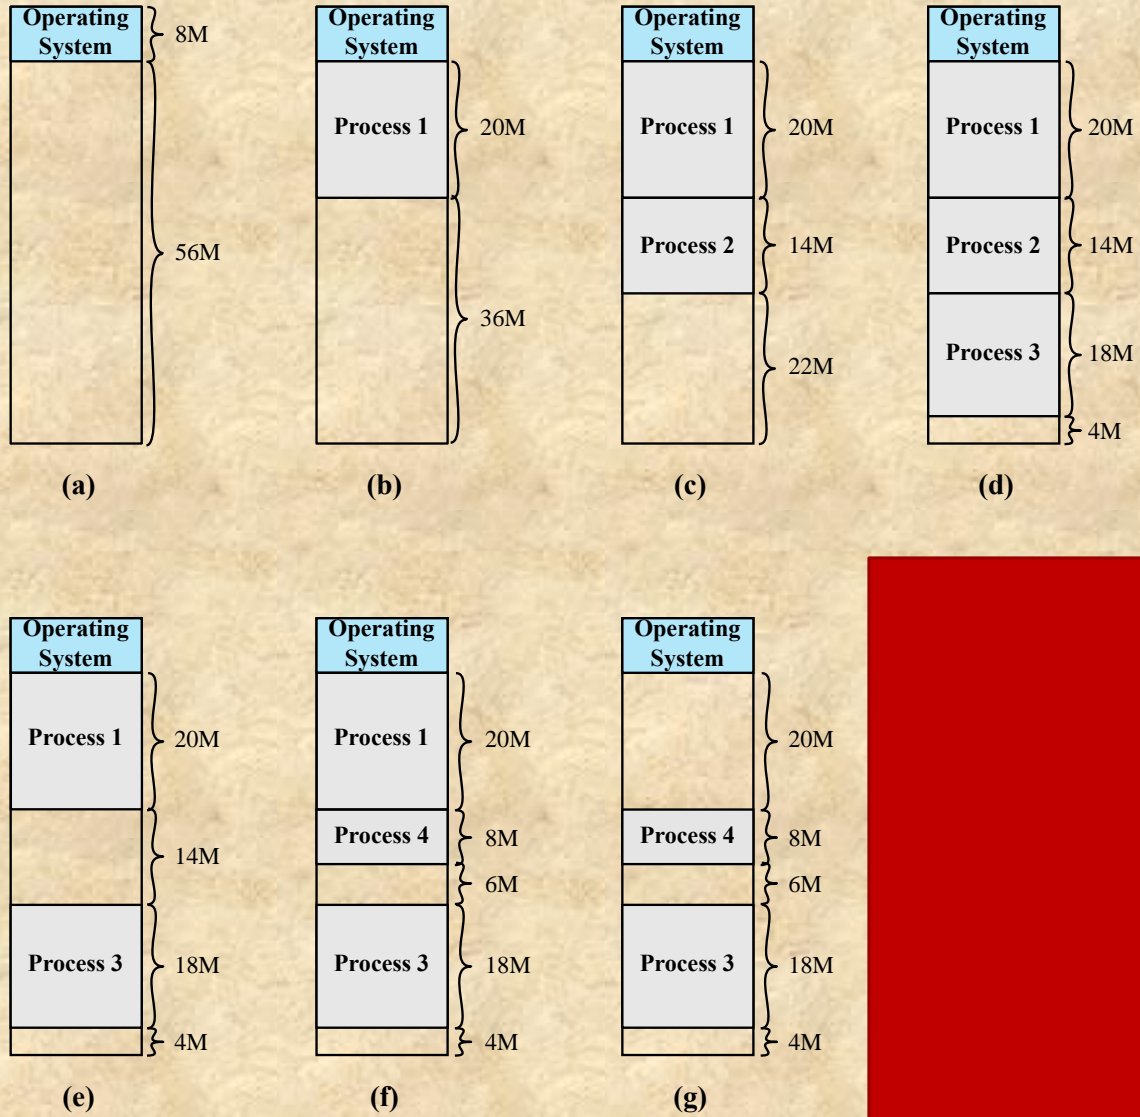 Operating
System
8M
56M
(a)
Operating
System
Process 1
20M
36M
(b)
Operating
System
Process 1
20M
Process 2
14M
22M
(c)
Operating
System
Process 1
20M
Process 2
14M
Process 3
18M
4M
(d)
Operating
System
Process 1
20M
14M
Process 3
18M
4M
(e)
Operating
System
Process 1
20M
Process 4
8M
6M
Process 3
18M
4M
(f)
Operating
System
20M
Process 4
8M
6M
Process 3
18M
4M
(g)